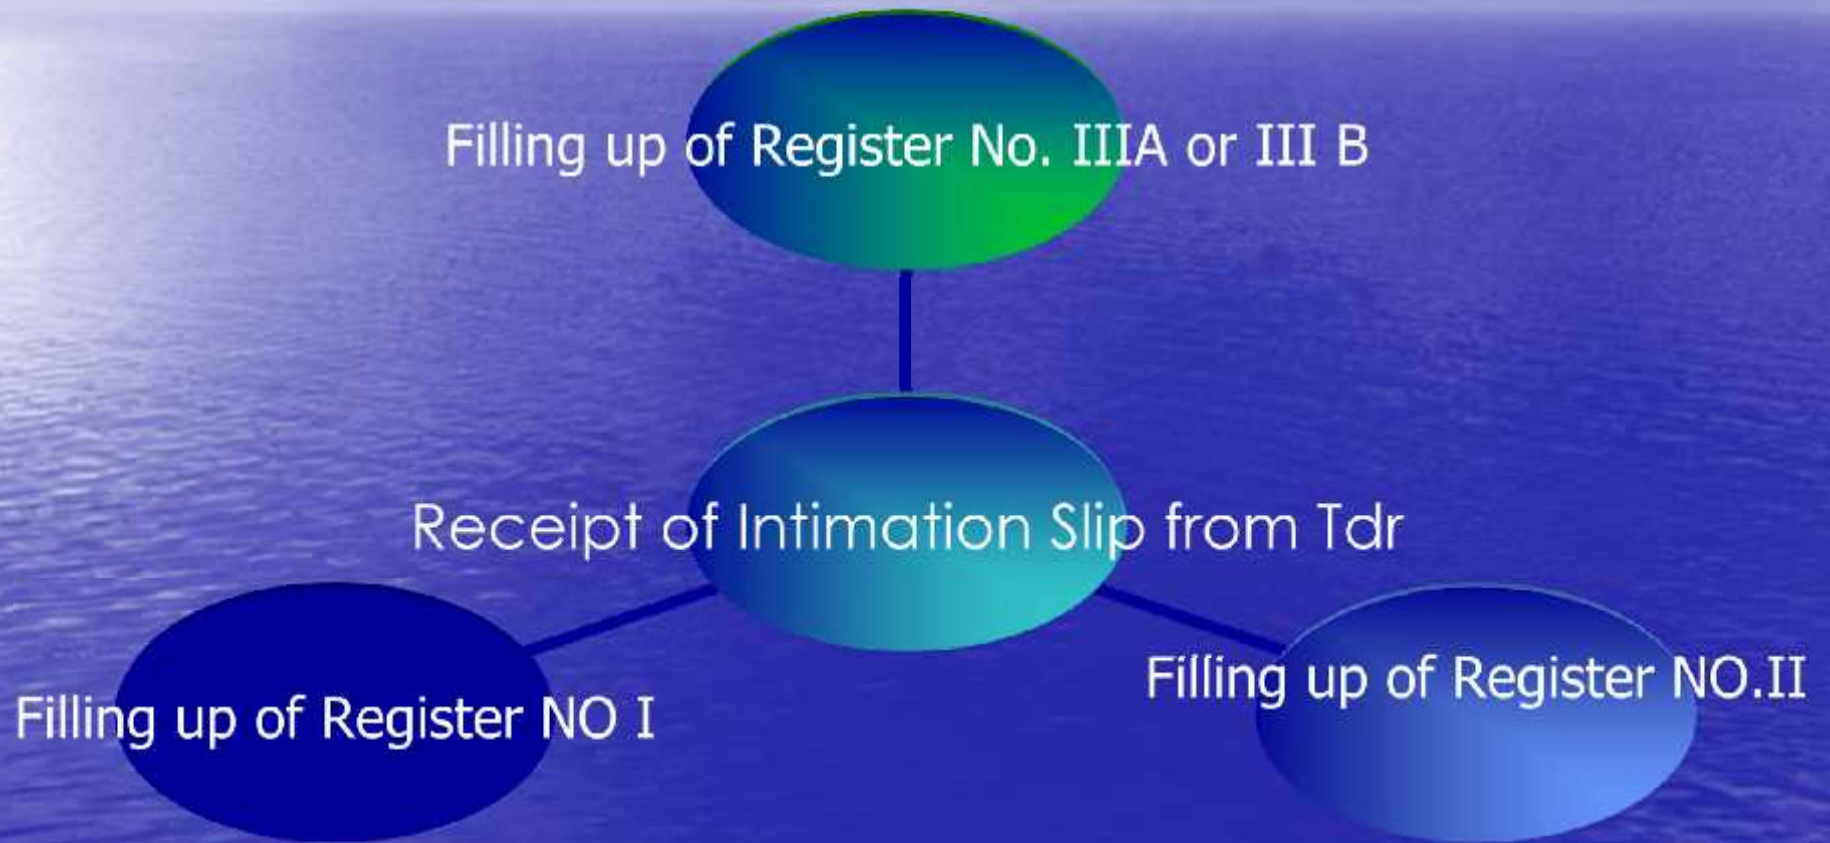 Filling up of Register No. IIIA or III B
Receipt of Intimation Slip from Tdr
Filling up of Register NO.II
Filling up of Register NO I